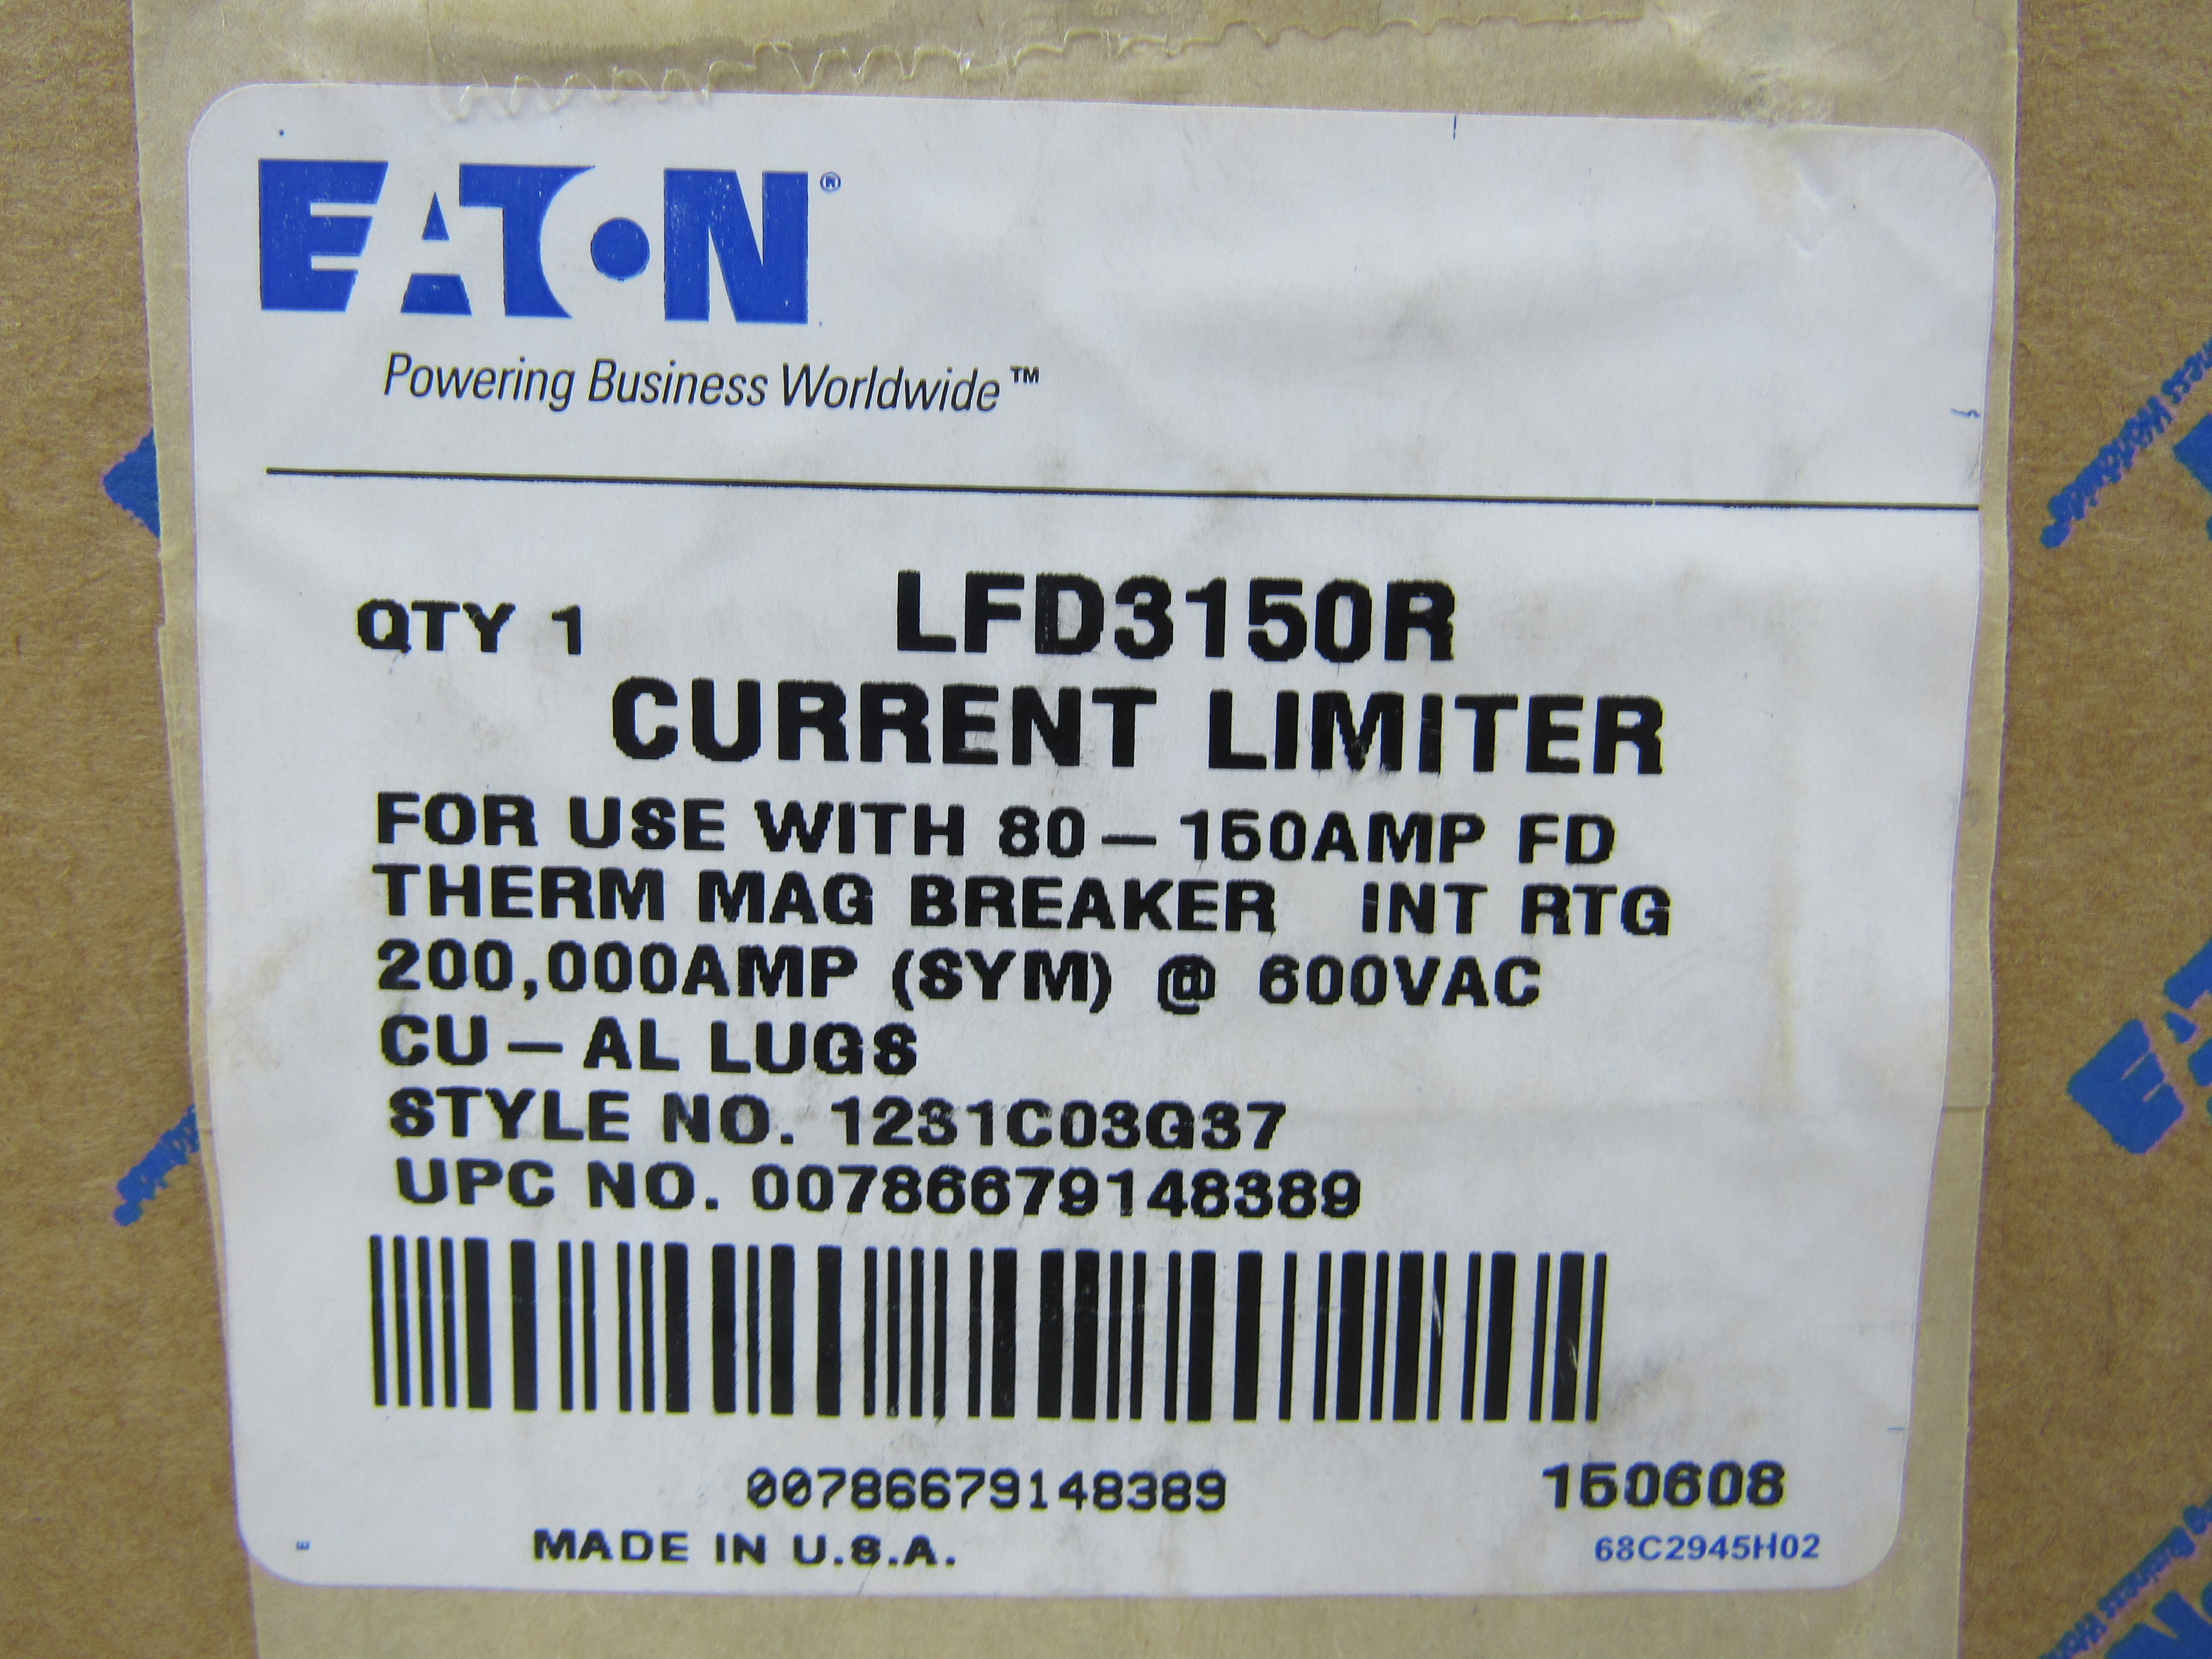 EATON®
Powering Business Worldwide™
QTY 1 LFD3150R
CURRENT LIMITER
FOR USE WITH 80-150AMP FD
THERM MAG BREAKER INT RTG
200,000AMP (SYM) @ 600VAC
CU-AL LUGS
STYLE NO. 1231C03G37
UPC NO. 00786679148389
00786679148389 150608
MADE IN U.S.A. 68C2945H02
E